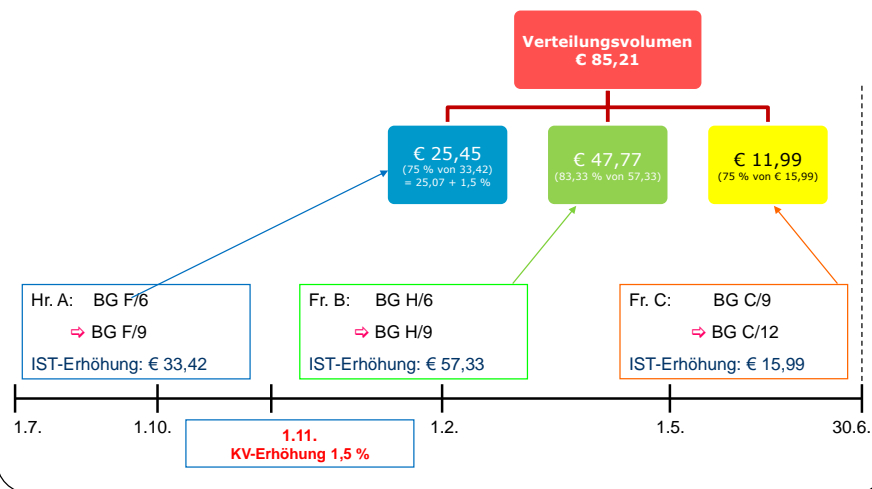 Verteilungsvolumen
€ 85,21
€ 25,45
(75 % von 33,42)
= 25,07 + 1,5 %
€ 47,77
(83,33 % von 57,33)
€ 11,99
(75 % von € 15,99)
Hr. A: BG F/6
⇨ BG F/9
IST-Erhöhung: € 33,42
Fr. B: BG H/6
⇨ BG H/9
IST-Erhöhung: € 57,33
Fr. C: BG C/9
⇨ BG C/12
IST-Erhöhung: € 15,99
1.7.
1.10.
1.11.
KV-Erhöhung 1,5 %
1.2.
1.5.
30.6.